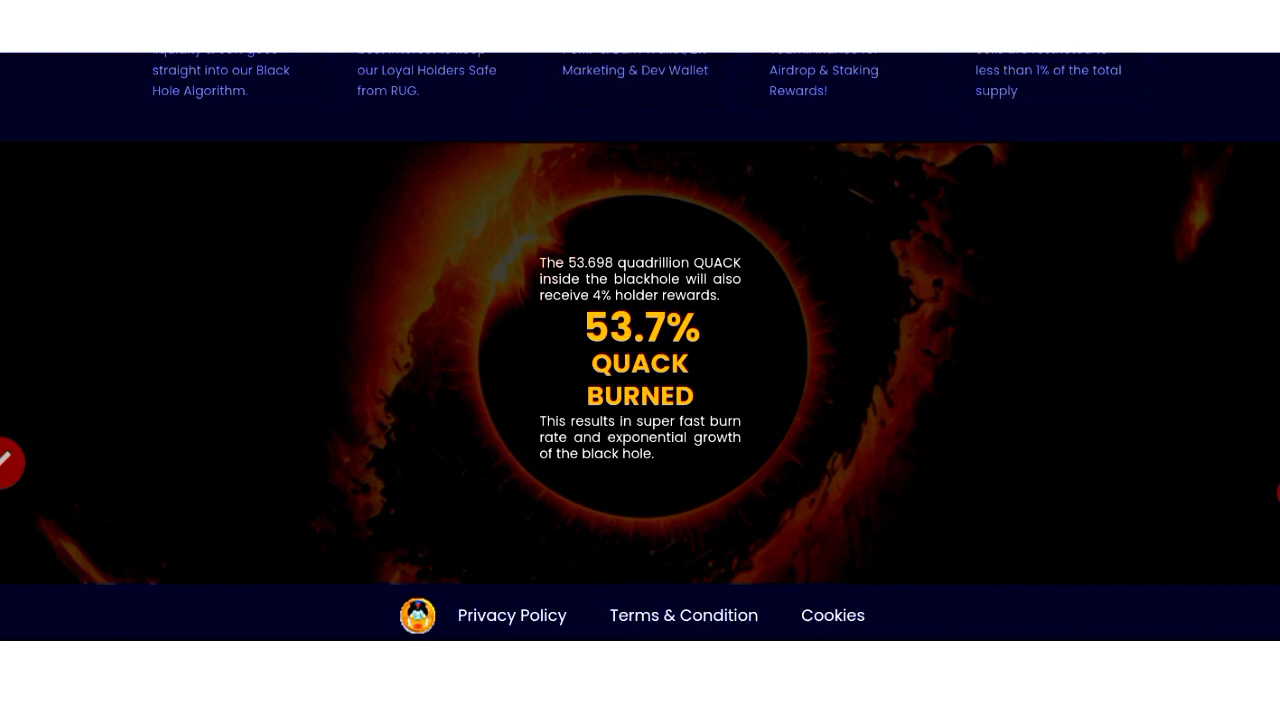 straight into our Black
Hole Algorithm.
our Loyal Holders Safe
from RUG.
Marketing & Dev Wallet
Airdrop & Staking
Rewards!
less than 1% of the total
supply
The 53.698 quadrillion QUACK
inside the blackhole will also
receive 4% holder rewards.
53.7%
QUACK
BURNED
This results in super fast burn
rate and exponential growth
of the black hole.
Privacy Policy
Terms & Condition
Cookies